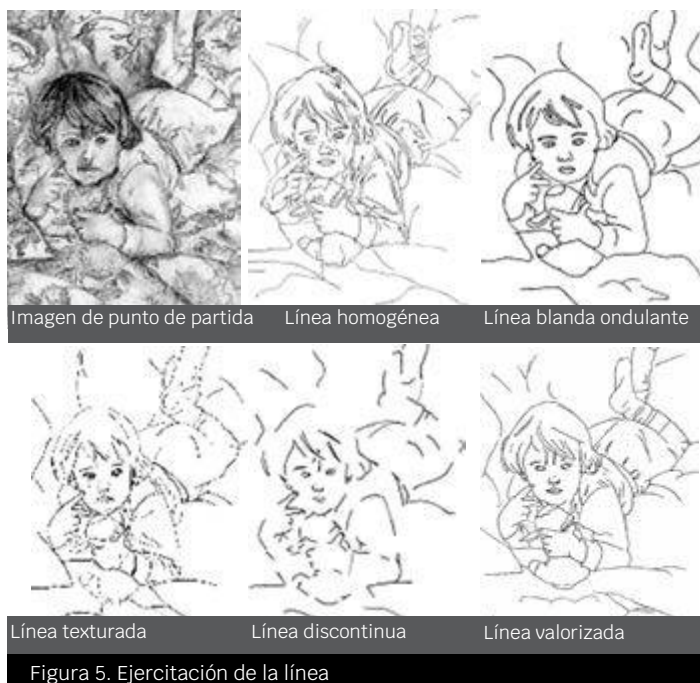 Imagen de punto de partida
Línea homogénea
Línea blanda ondulante
Línea texturada
Línea discontinua
Línea valorizada
Figura 5. Ejercitación de la línea